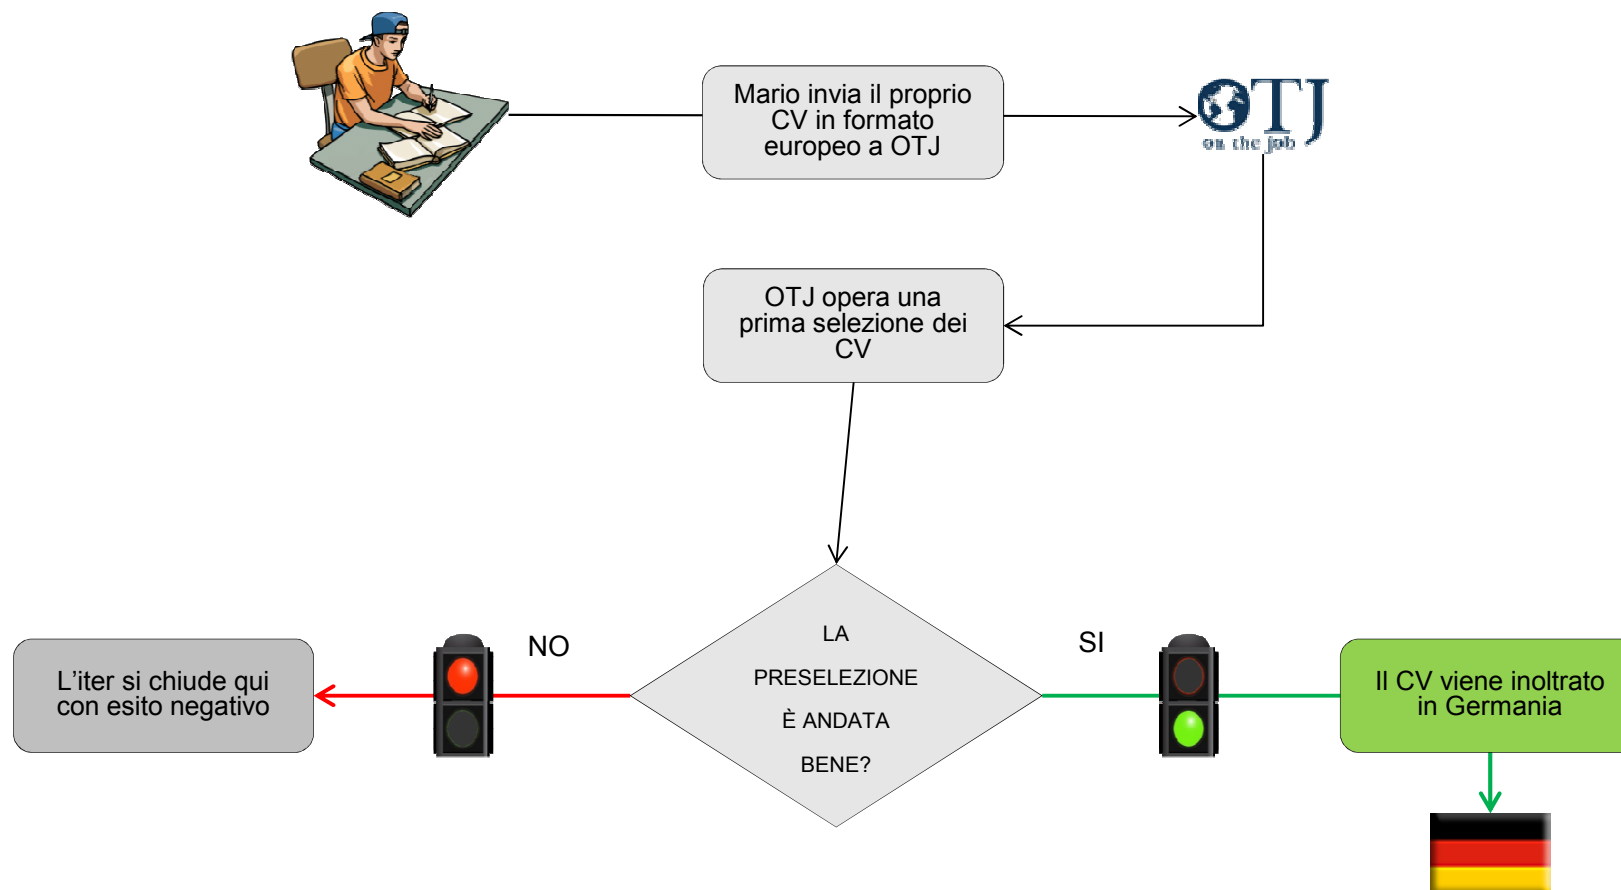 Mario invia il proprio
CV in formato
europeo a OTJ
OTJ
on the job
OTJ opera una
prima selezione dei
CV
LA
PRESELEZIONE
È ANDATA
BENE?
NO
SI
L’iter si chiude qui
con esito negativo
Il CV viene inoltrato
in Germania